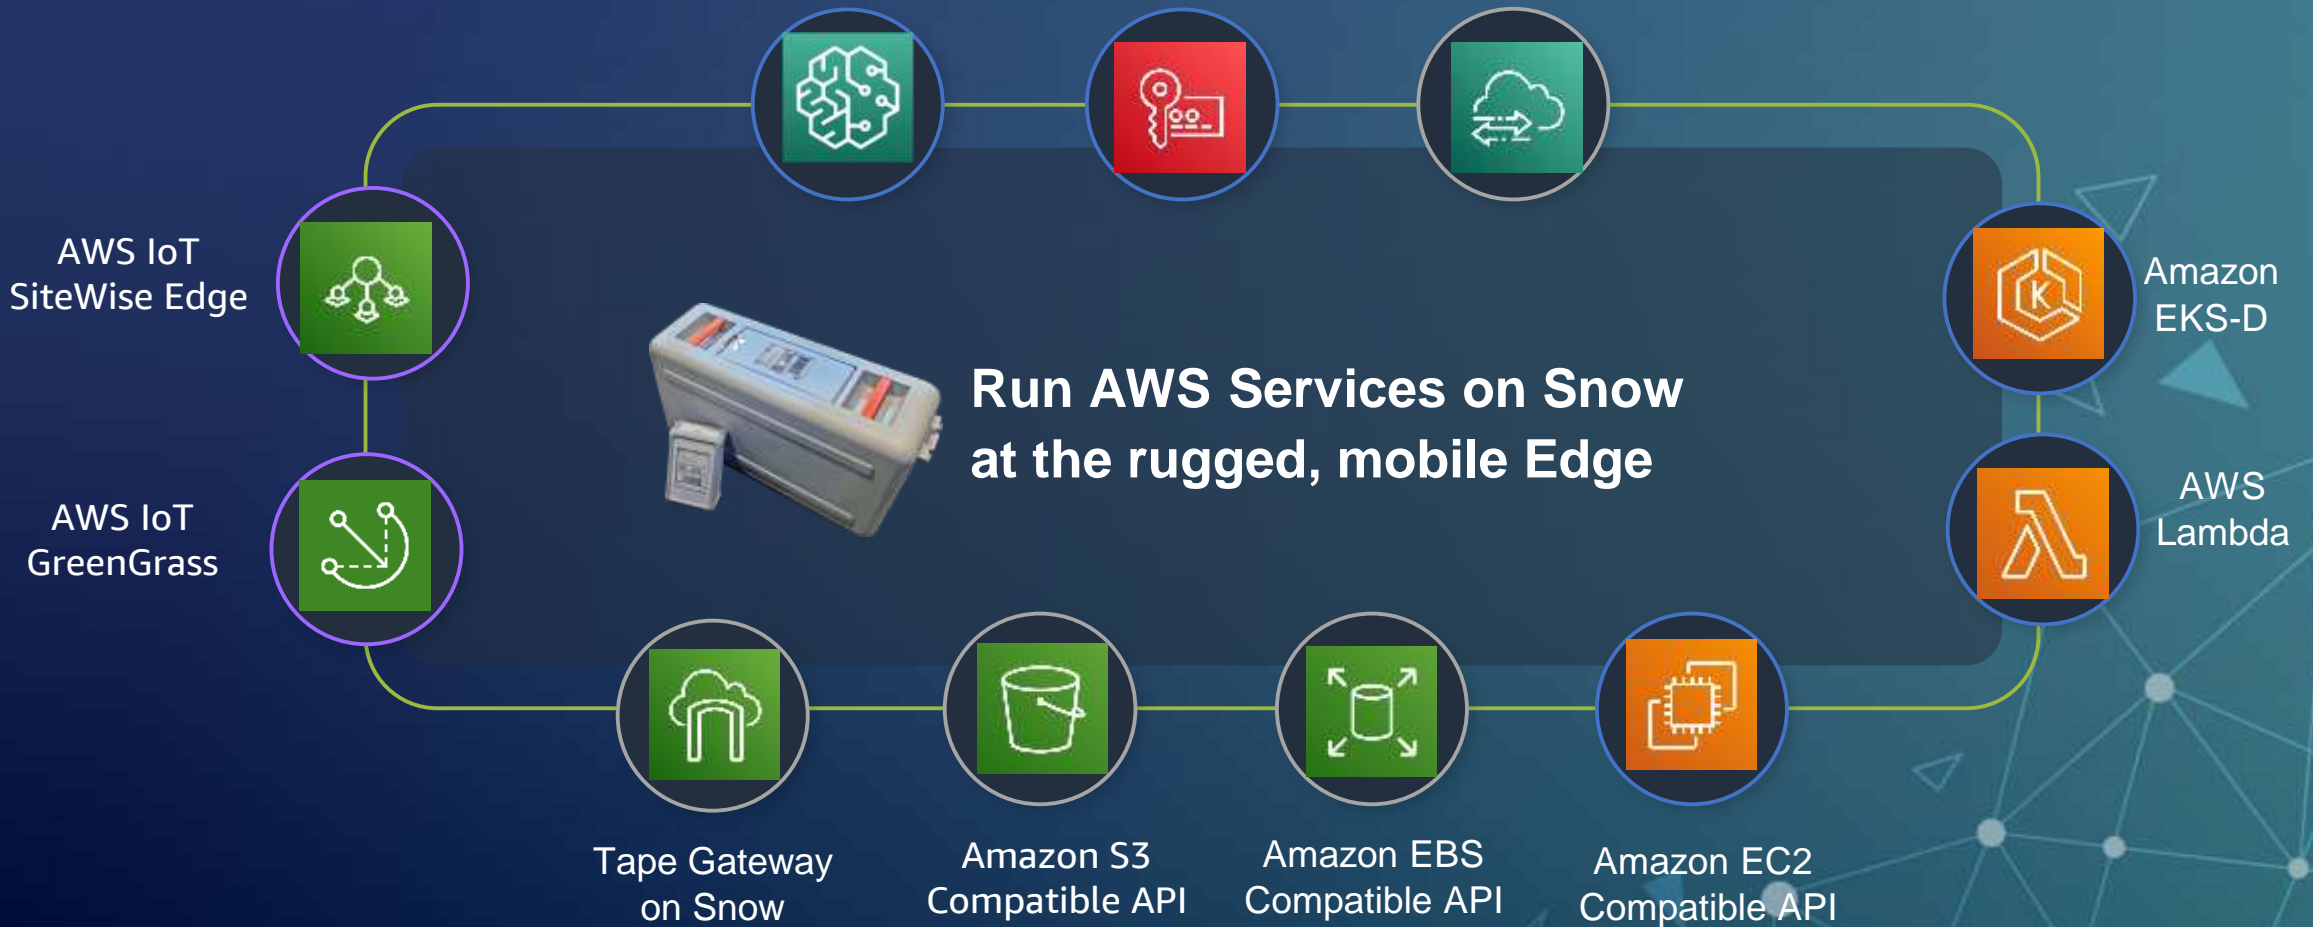 AWS IoT
SiteWise Edge
AWS IoT
GreenGrass
Run AWS Services on Snow
at the rugged, mobile Edge
Amazon
EKS-D
AWS
Lambda
Tape Gateway
on Snow
Amazon S3
Compatible API
Amazon EBS
Compatible API
Amazon EC2
Compatible API
K